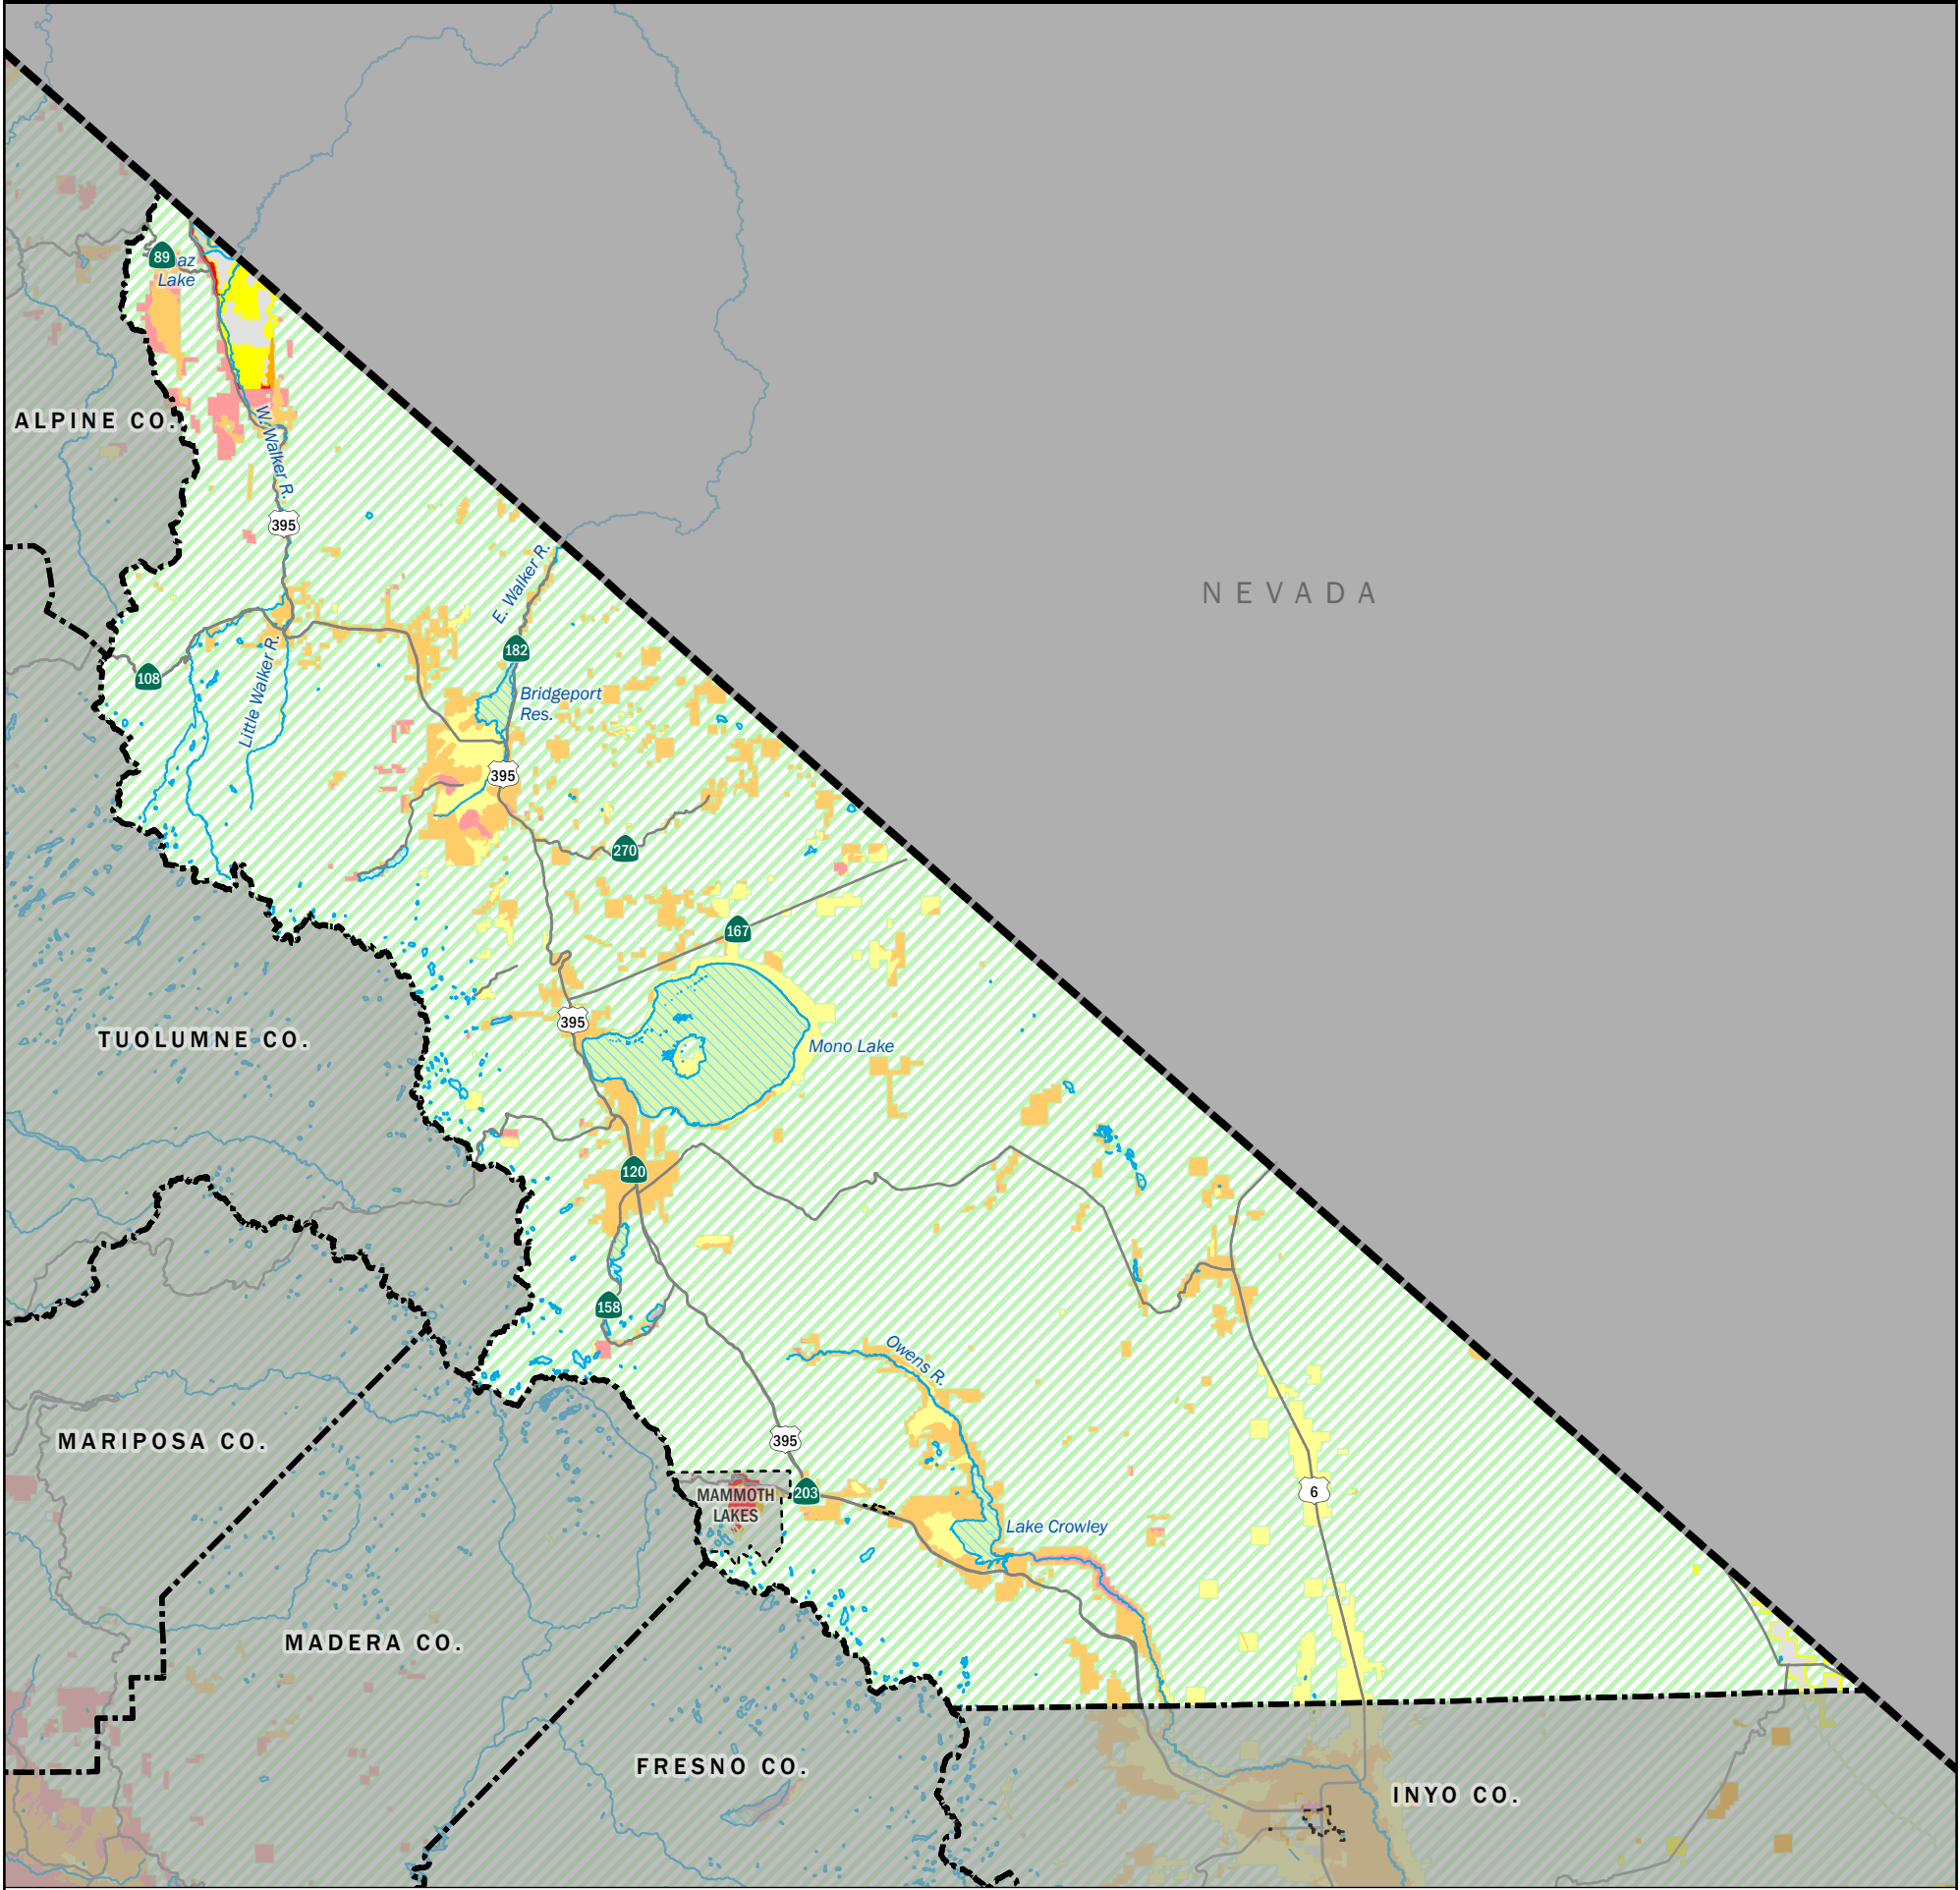 89
az
Lake
ALPINE CO.
W. Walker R.
395
NEVADA
E. Walker R.
182
108
Little Walker R.
Bridgeport
Res.
395
270
167
395
TUOLUMNE CO.
Mono Lake
120
158
Owens R.
MARIPOSA CO.
395
6
203
MAMMOTH
LAKES
Lake Crowley
MADERA CO.
FRESNO CO.
INYO CO.